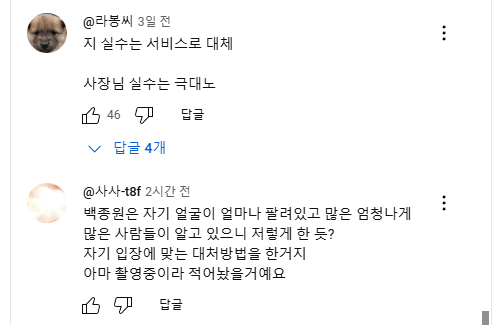 @라봉씨 3일 전
지 실수는 서비스로 대체
사장님 실수는 극대노
46 답글
답글 4개
@사사-t8f 2시간 전
백종원은 자기 얼굴이 얼마나 팔려있고 많은 엄청나게
많은 사람들이 알고 있으니 저렇게 한 듯?
자기 입장에 맞는 대처방법을 한거지
아마 촬영중이라 적어놨을거예요
답글